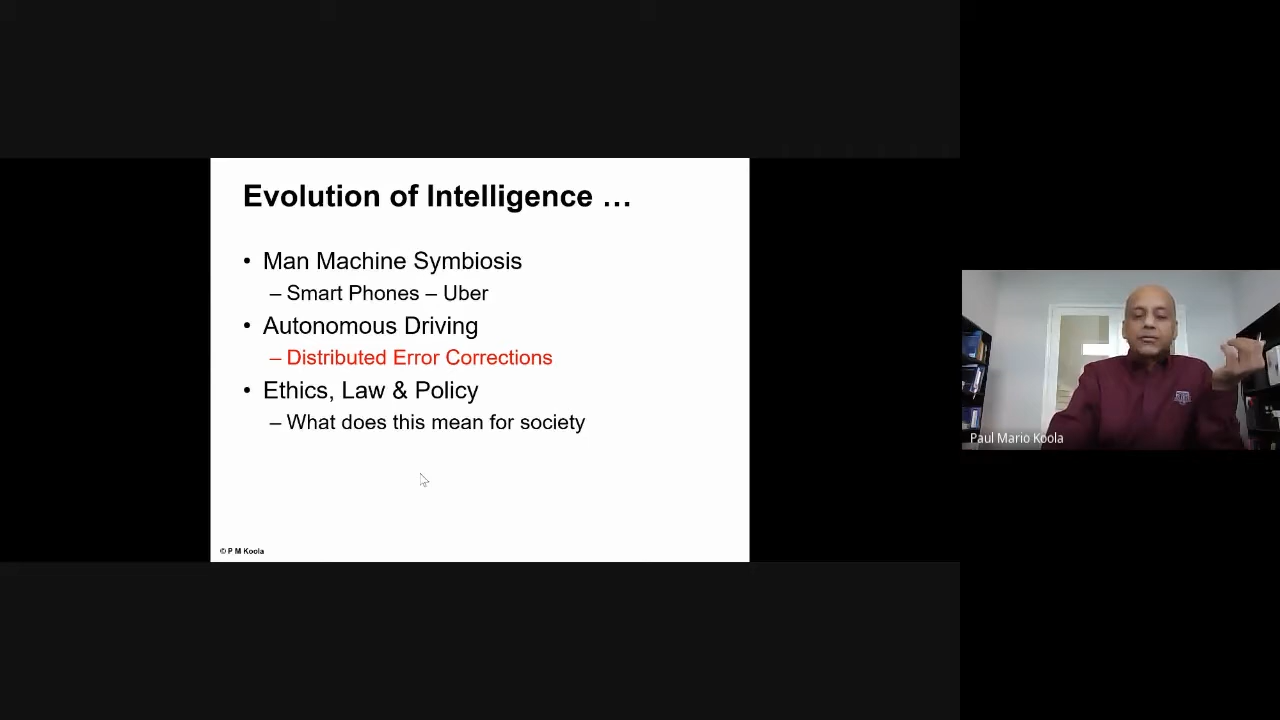 Evolution of Intelligence …
• Man Machine Symbiosis
– Smart Phones – Uber
• Autonomous Driving
– Distributed Error Corrections
• Ethics, Law & Policy
– What does this mean for society
© P M Koola
Paul Mario Koola